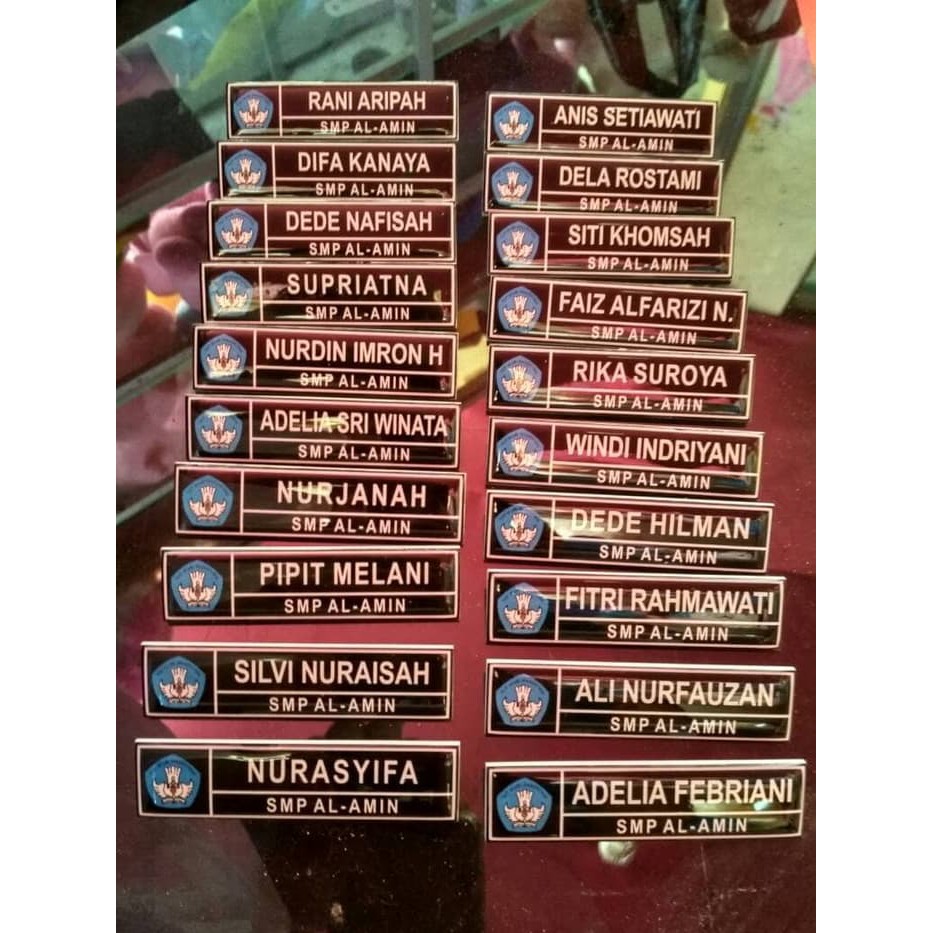 RANI ARIPAH
SMP AL-AMIN
DIFA KANAYA
SMP AL-AMIN
DEDE NAFISAH
SMP AL-AMIN
SUPRIATNA
SMP AL-AMIN
NURDIN IMRON H
SMP AL-AMIN
ADELIA SRI WINATA
SMP AL-AMIN
NURJANAH
SMP AL-AMIN
PIPIT MELANI
SMP AL-AMIN
SILVI NURAISAH
SMP AL-AMIN
NURASYIFA
SMP AL-AMIN
ANIS SETIAWATI
SMP AL-AMIN
DELA ROSTAMI
SMP AL-AMIN
SITI KHOMSAH
SMP AL-AMIN
FAIZ ALFARIZI N.
SMP AL-AMIN
RIKA SUROYA
SMP AL-AMIN
WINDI INDRIYANI
SMP AL-AMIN
DEDE HILMAN
SMP AL-AMIN
FITRI RAHMAWATI
SMP AL-AMIN
ALI NURFAUZAN
SMP AL-AMIN
ADELIA FEBRIANI
SMP AL-AMIN